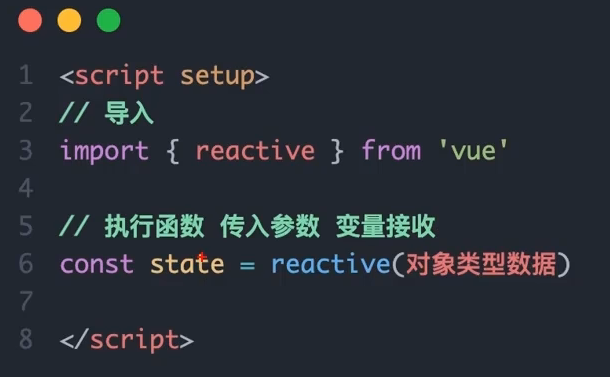 1 <script setup>
2 // 导入
3 import { reactive } from 'vue'
4
5 // 执行函数 传入参数 变量接收
6 const state = reactive(对象类型数据)
7
8 </script>